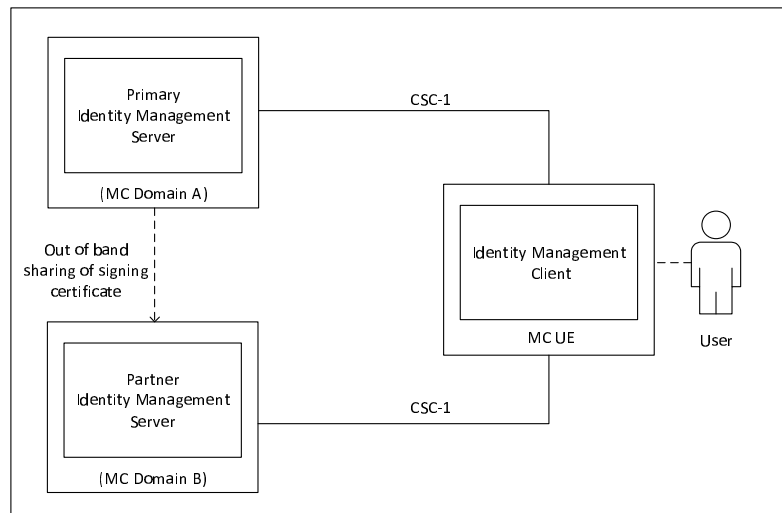 Primary
Identity Management
Server
(MC Domain A)
CSC-1
Out of band
sharing of signing
certificate
Identity Management
Client
MC UE
User
Partner
Identity Management
Server
(MC Domain B)
CSC-1